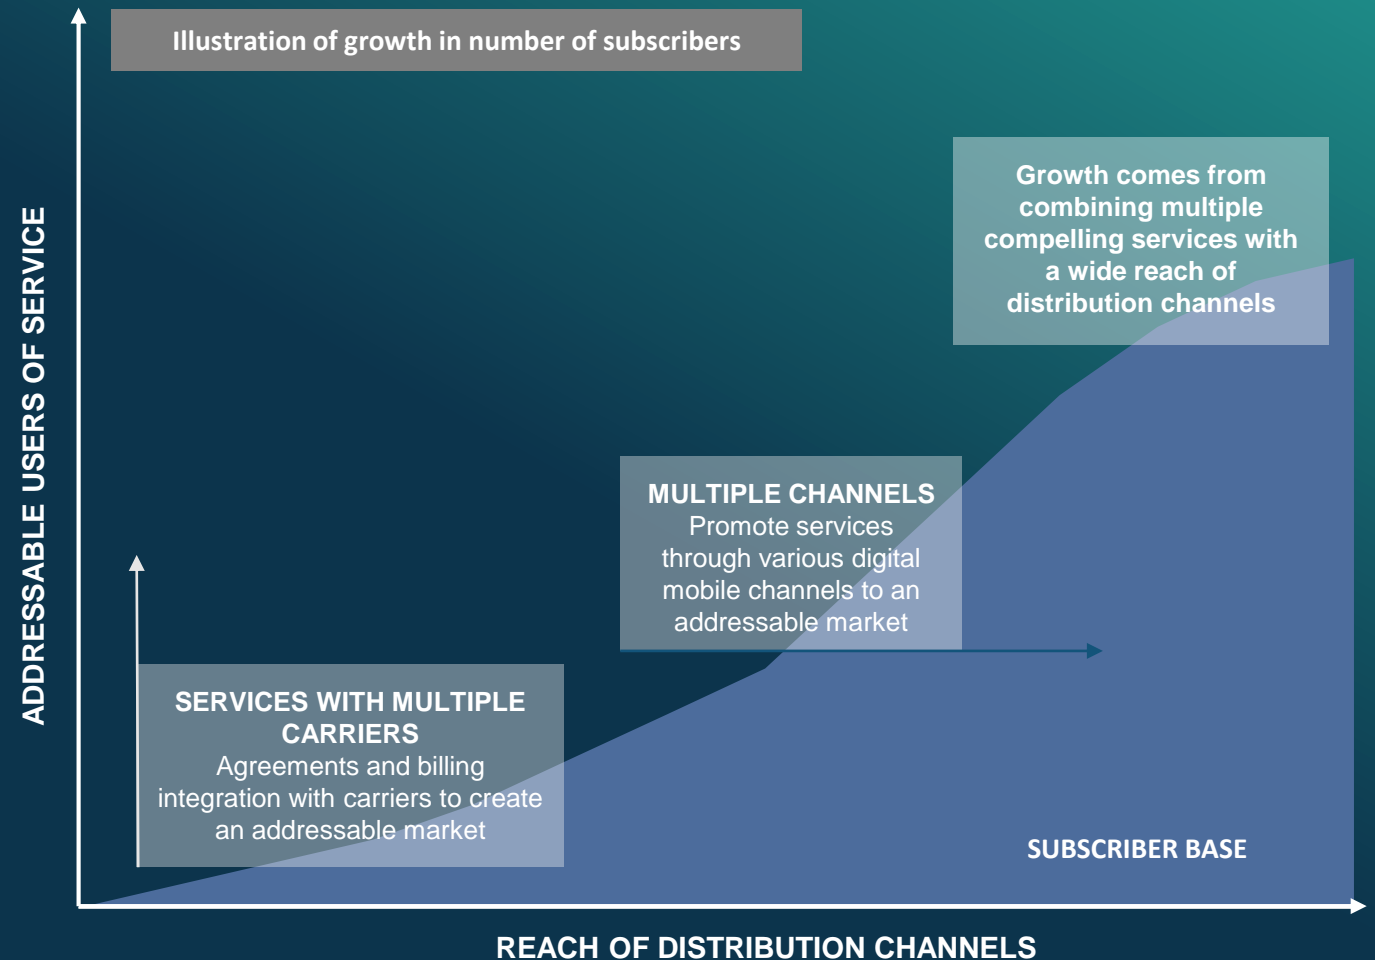 Illustration of growth in number of subscribers
Growth comes from
combining multiple
compelling services with
a wide reach of
distribution channels
ADDRESSABLE USERS OF SERVICE
MULTIPLE CHANNELS
Promote services
through various digital
mobile channels to an
addressable market
SERVICES WITH MULTIPLE
CARRIERS
Agreements and billing
integration with carriers to create
an addressable market
SUBSCRIBER BASE
REACH OF DISTRIBUTION CHANNELS